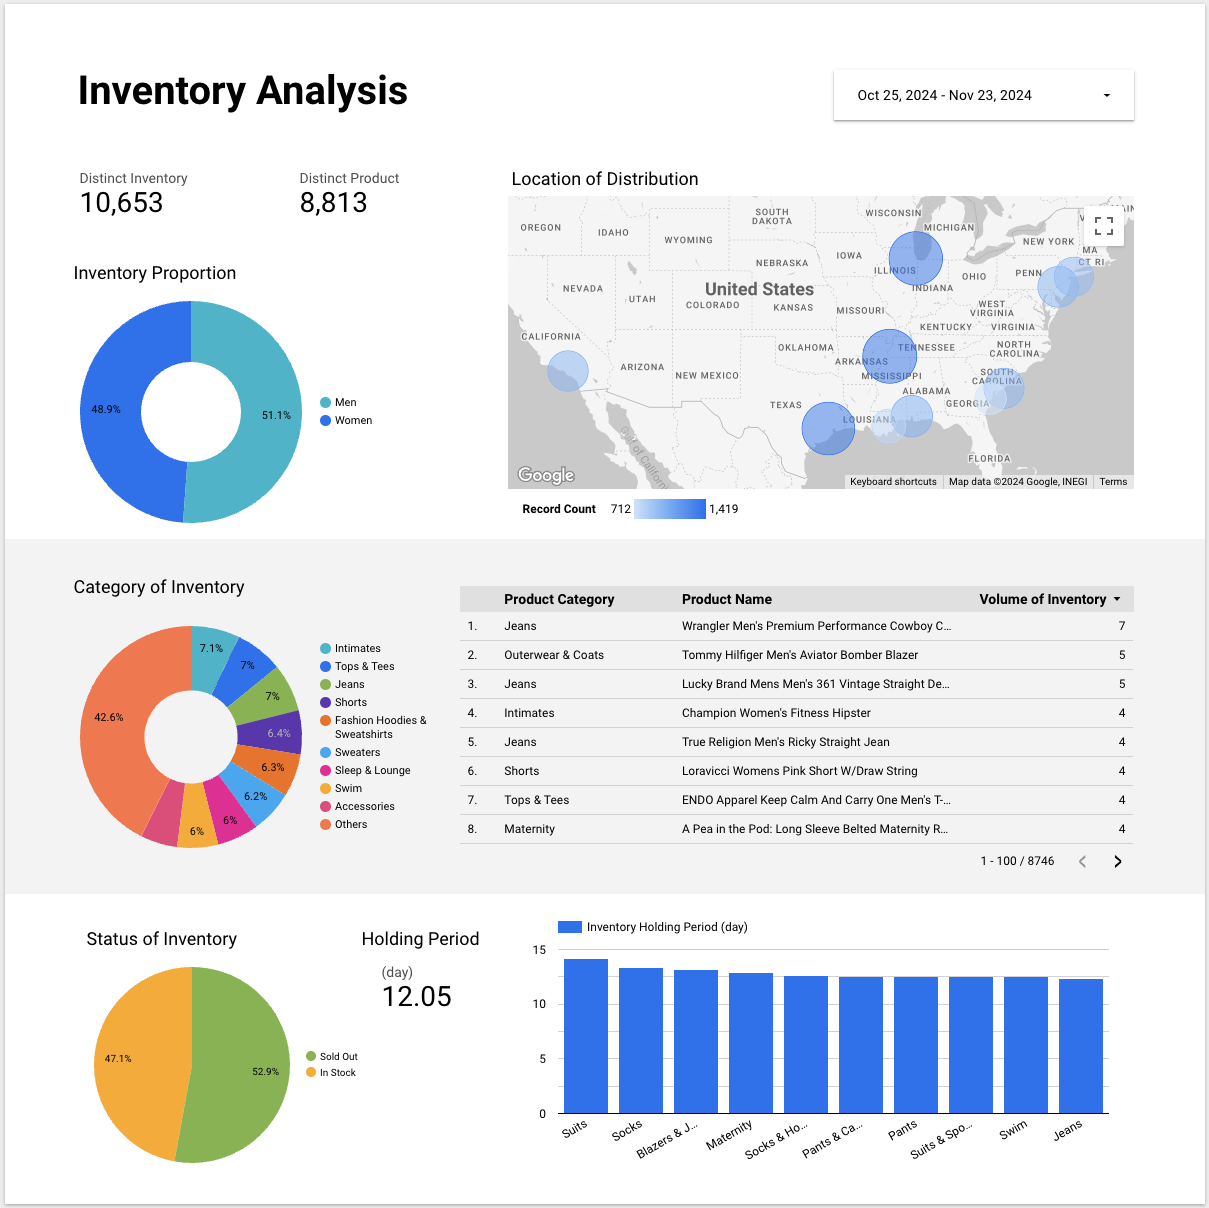 Inventory Analysis
Oct 25, 2024 - Nov 23, 2024
Distinct Inventory
10,653
Distinct Product
8,813
Inventory Proportion
48.9%
51.1%
Men
Women
Location of Distribution
OREGON
IDAHO
WYOMING
SOUTH
DAKOTA
WISCONSIN
MICHIGAN
NEW YORK
MA
CT RI
IOWA
NEBRASKA
ILLINOIS
INDIANA
OHIO
PENN
NEVADA
UTAH
United States
COLORADO
KANSAS
MISSOURI
WEST
VIRGINIA
KENTUCKY
VIRGINIA
CALIFORNIA
OKLAHOMA
TENNESSEE
NORTH
CAROLINA
ARIZONA
NEW MEXICO
ARKANSAS
MISSISSIPPI
SOUTH
CAROLINA
ALABAMA
GEORGIA
TEXAS
LOUISIANA
FLORIDA
Gulf of California
Google
Keyboard shortcuts
Map data ©2024 Google, INEGI
Terms
Record Count 712 1,419
Category of Inventory
7.1%
7%
7%
6.4%
6.3%
6.2%
6%
6%
42.6%
Intimates
Tops & Tees
Jeans
Shorts
Fashion Hoodies &
Sweatshirts
Sweaters
Sleep & Lounge
Swim
Accessories
Others
Product Category Product Name Volume of Inventory
1. Jeans Wrangler Men's Premium Performance Cowboy C... 7
2. Outerwear & Coats Tommy Hilfiger Men's Aviator Bomber Blazer 5
3. Jeans Lucky Brand Mens Men's 361 Vintage Straight De... 5
4. Intimates Champion Women's Fitness Hipster 4
5. Jeans True Religion Men's Ricky Straight Jean 4
6. Shorts Loravicci Womens Pink Short W/Draw String 4
7. Tops & Tees ENDO Apparel Keep Calm And Carry One Men's T-... 4
8. Maternity A Pea in the Pod: Long Sleeve Belted Maternity R... 4
1 - 100 / 8746
Status of Inventory
47.1%
52.9%
Sold Out
In Stock
Holding Period
(day)
12.05
Inventory Holding Period (day)
15
10
5
0
Suits
Socks
Blazers & J...
Maternity
Socks & Ho...
Pants & Ca...
Pants
Suits & Spo...
Swim
Jeans